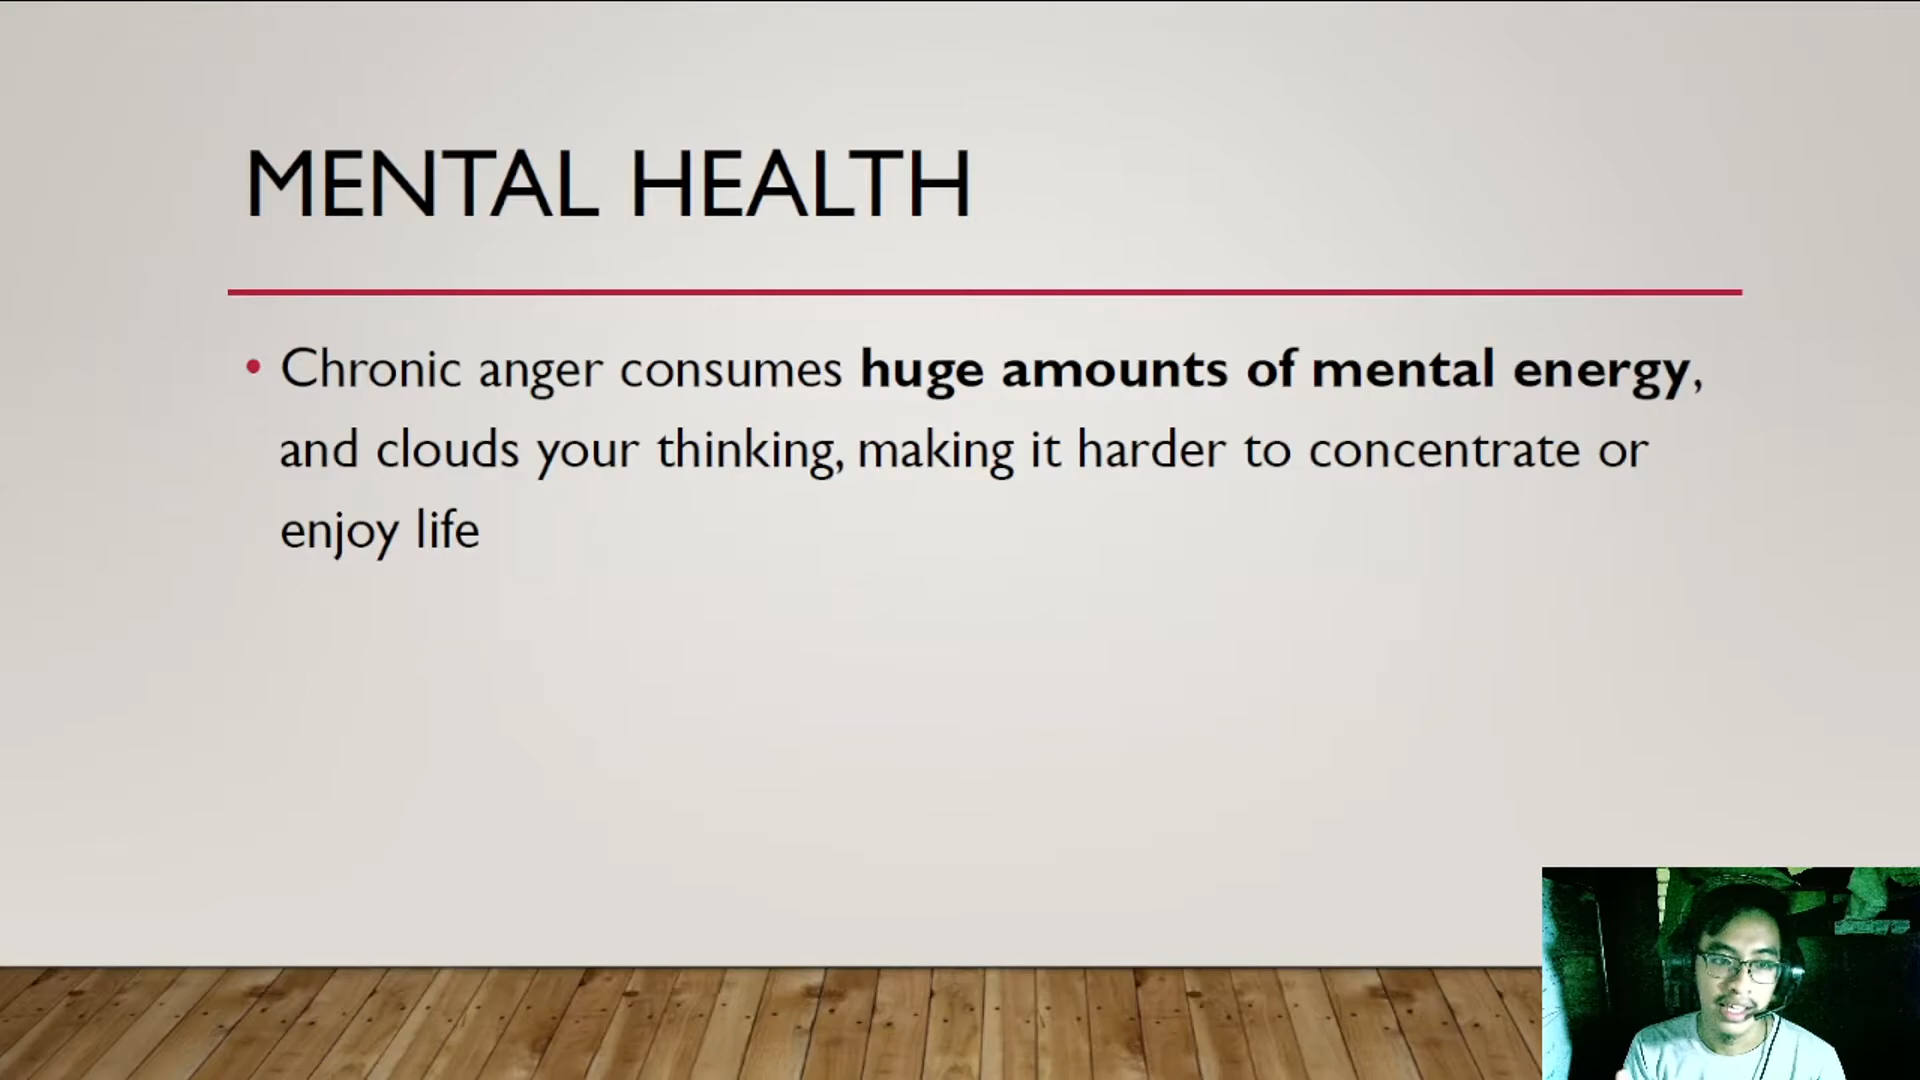 MENTAL HEALTH
• Chronic anger consumes huge amounts of mental energy,
and clouds your thinking, making it harder to concentrate or
enjoy life